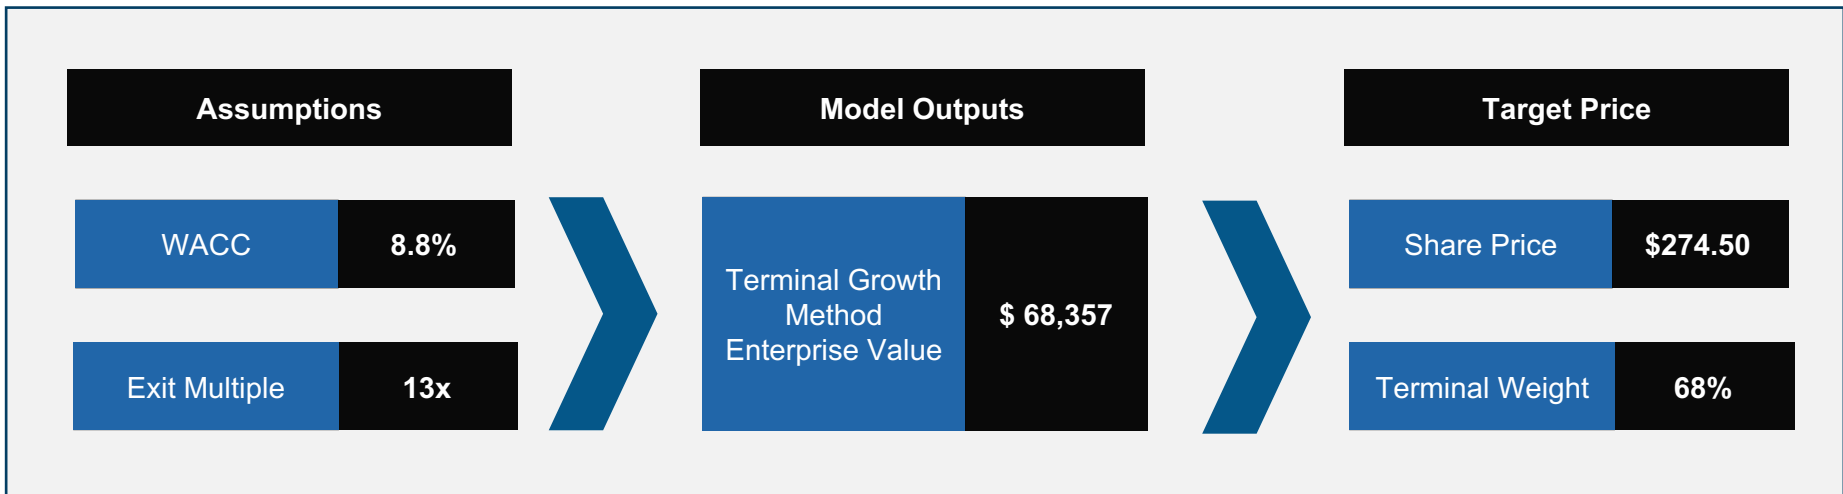 Assumptions
Model Outputs
Target Price
WACC
8.8%
Exit Multiple
13x
Terminal Growth
Method
Enterprise Value
$ 68,357
Share Price
$274.50
Terminal Weight
68%